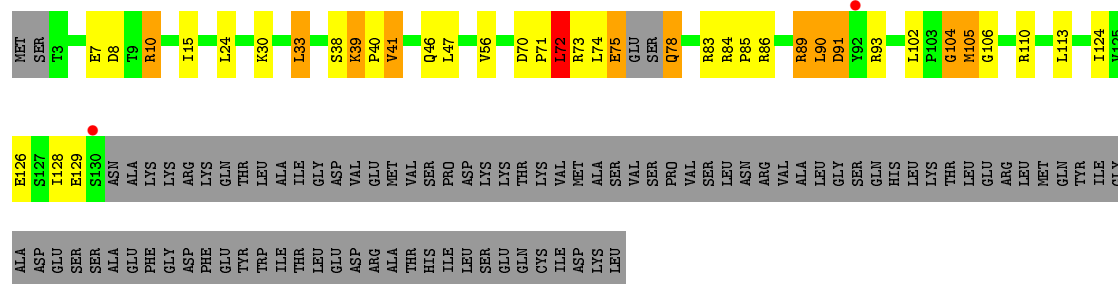 MET SER T3 E7 D8 T9 R10 I15 L24 K30 L33 S38 K39 P40 V41 Q46 L47 V56 D70 P71 L72 R73 L74 E75 GLU SER Q78 R83 R84 P85 R86 R89 L90 D91 Y92 R93 L102 P103 G104 M105 G106 R110 L113 I124 V125
E126 S127 I128 E129 S130 ASN ALA LYS LYS ARG LYS GLN THR LEU ALA ILE GLY ASP VAL GLU MET VAL SER PRO ASP LYS LYS THR CYS VAL MET ALA SER VAL SER PRO VAL SER LEU ASN ARG VAL ALA LEU GLY SER GLN HIS LEU LYS THR LEU GLU ARG LEU MET GLN TYR ILE GLY
ALA ASP GLU SER SER ALA GLU PHE GLY ASP PHE GLU TYR TRP ILE THR LEU GLU ASP ARG ALA THR HIS ILE LEU SER GLU GLN CYS ILE ASP LYS LEU